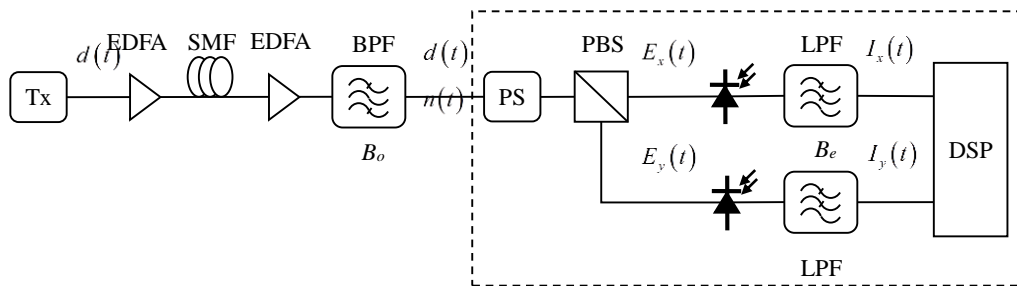 EDFA SMF EDFA BPF d(t) PBS E_x(t) LPF I_x(t)
d(t)
Tx n(t) PS DSP
B_o E_y(t) B_e I_y(t)
LPF